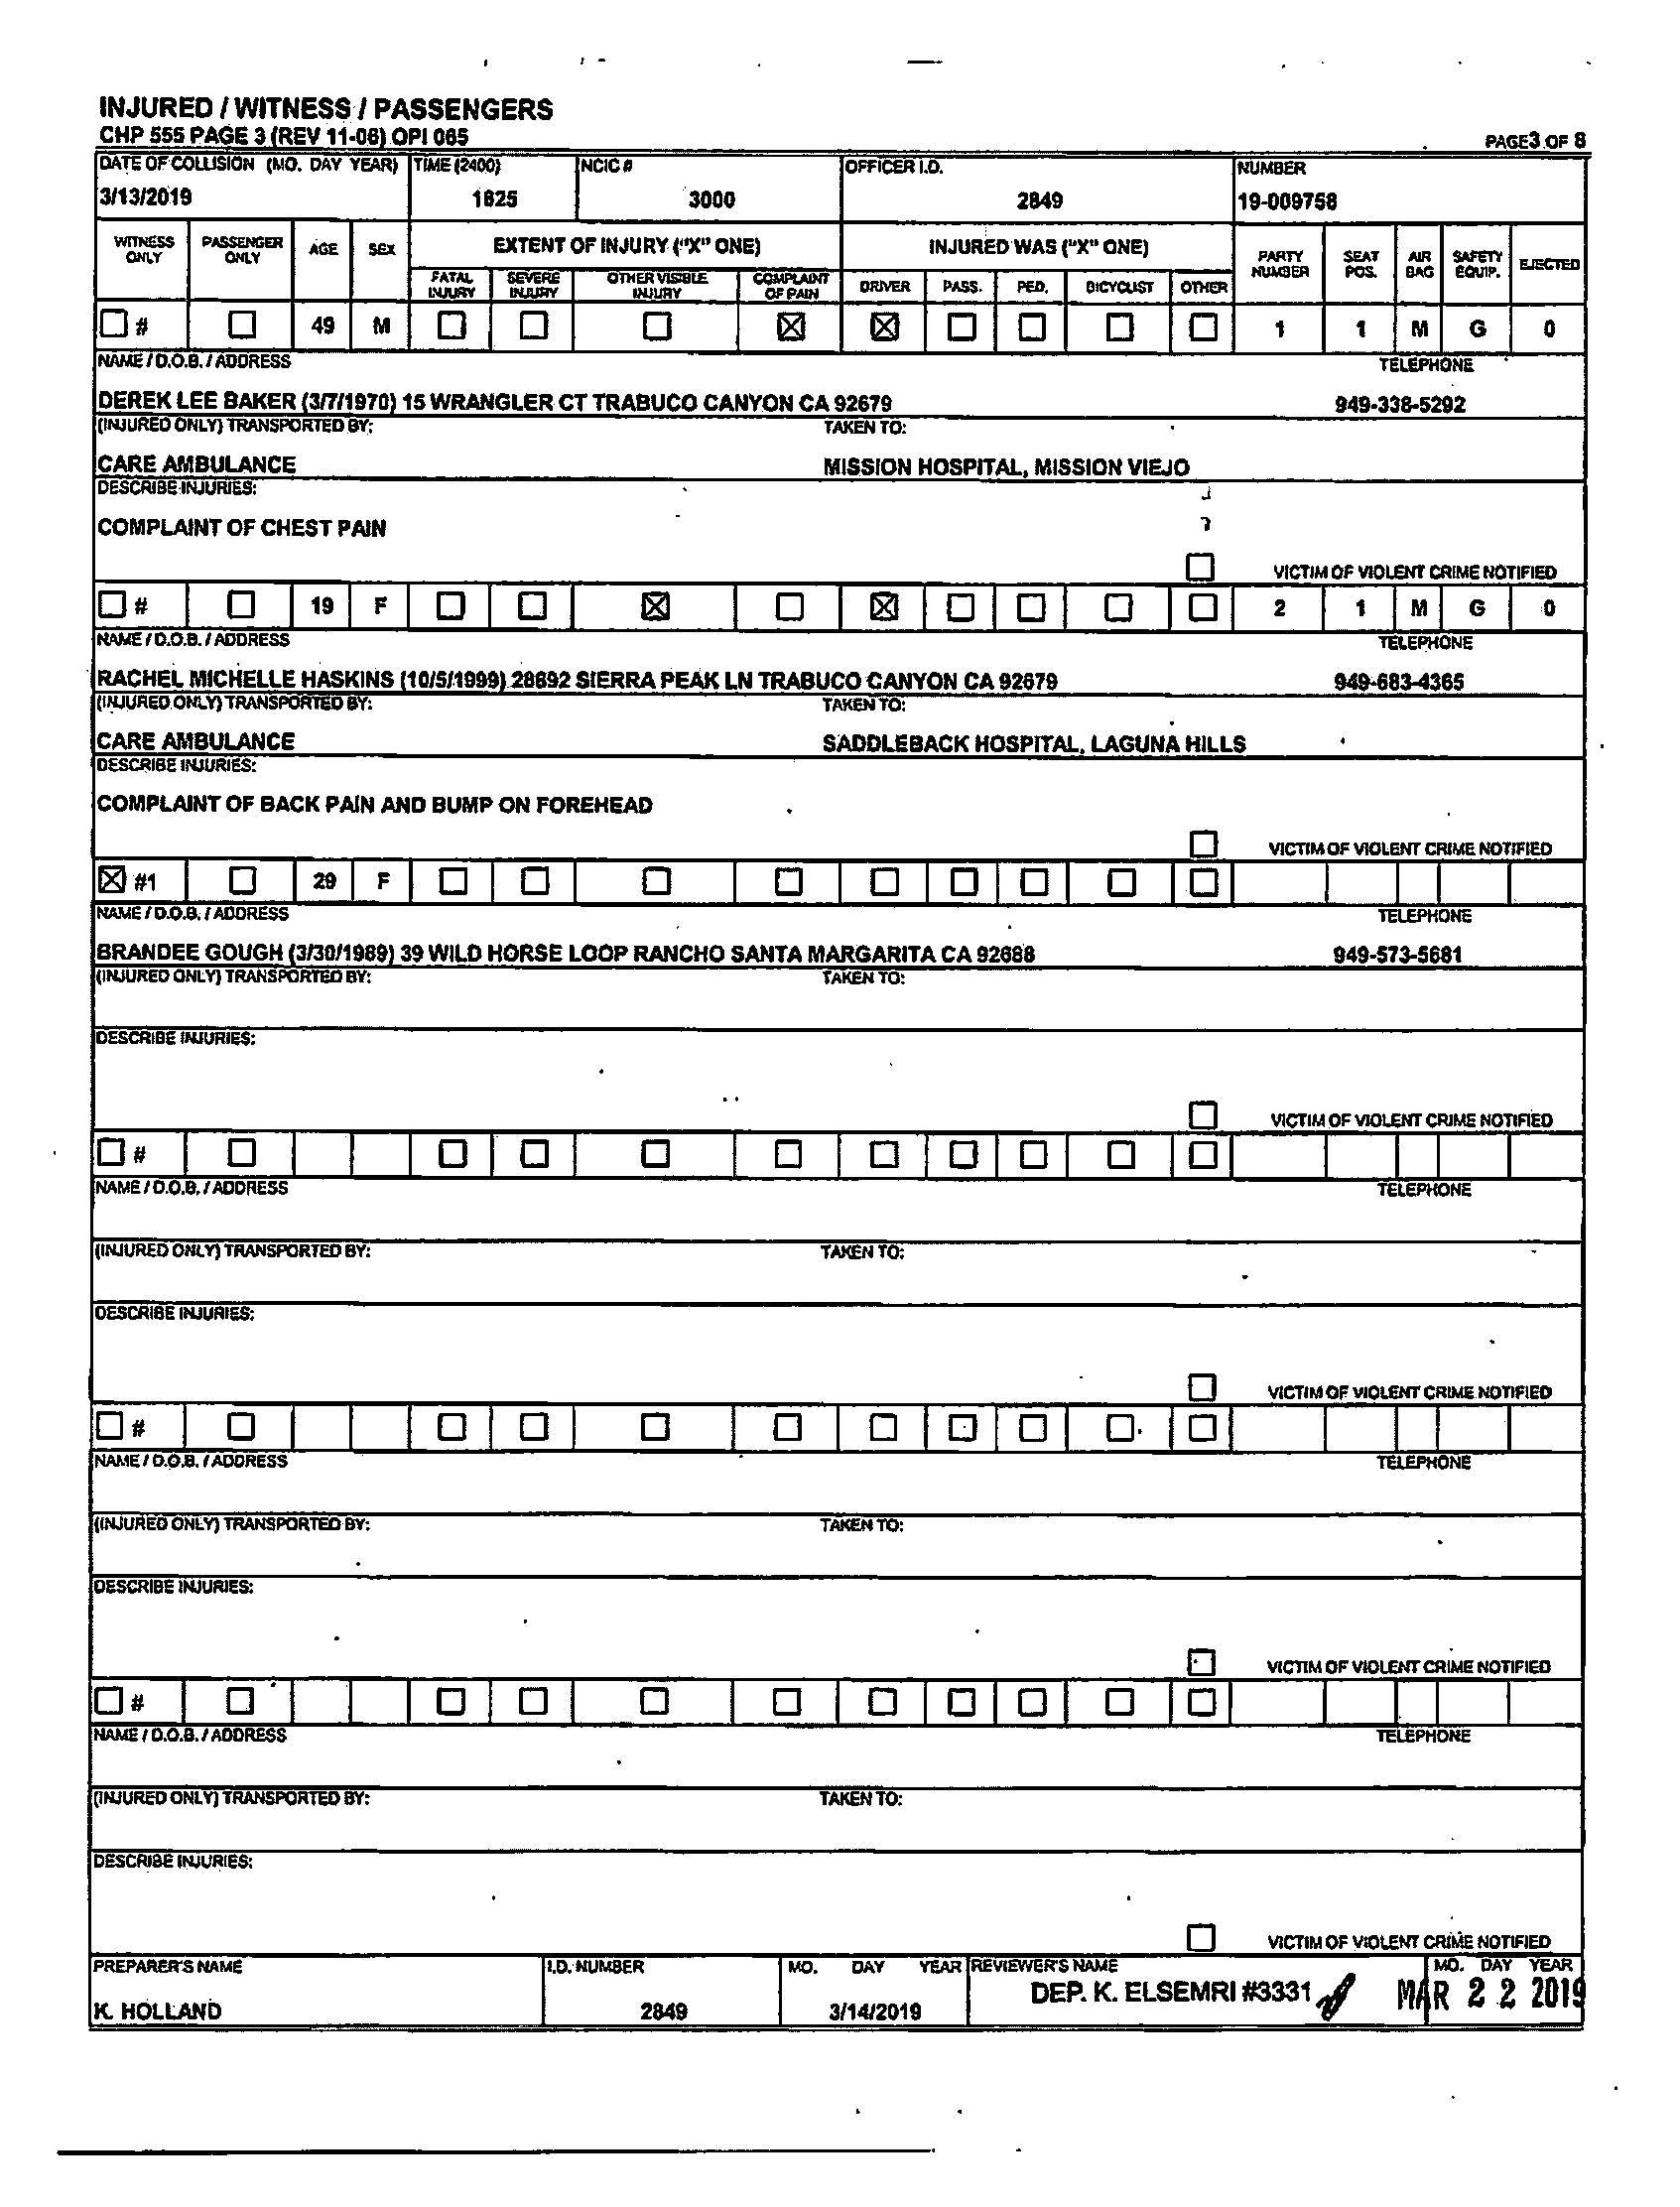 INJURED / WITNESS / PASSENGERS
CHP 555 PAGE 3 (REV 11-06) OPI 065
PAGE 3 OF 8
DATE OF COLLISION (MO. DAY YEAR) TIME (2400) NCIC # OFFICER I.D. NUMBER
3/13/2019 1825 3000 2849 19-009758
WITNESS ONLY PASSENGER ONLY AGE SEX EXTENT OF INJURY ("X" ONE) INJURED WAS ("X" ONE) PARTY NUMBER SEAT POS. AIR BAG SAFETY EQUIP. EJECTED
FATAL INJURY SEVERE INJURY OTHER VISIBLE INJURY COMPLAINT OF PAIN DRIVER PASS. PED. BICYCLIST OTHER
☐ # ☐ 49 M ☐ ☐ ☐ ☒ ☒ ☐ ☐ ☐ ☐ 1 1 M G 0
NAME / D.O.B. / ADDRESS TELEPHONE
DEREK LEE BAKER (3/7/1970) 15 WRANGLER CT TRABUCO CANYON CA 92679 949-338-5292
(INJURED ONLY) TRANSPORTED BY: TAKEN TO:
CARE AMBULANCE MISSION HOSPITAL, MISSION VIEJO
DESCRIBE INJURIES:
COMPLAINT OF CHEST PAIN
☐ VICTIM OF VIOLENT CRIME NOTIFIED
☐ # ☐ 19 F ☐ ☐ ☒ ☐ ☒ ☐ ☐ ☐ ☐ 2 1 M G 0
NAME / D.O.B. / ADDRESS TELEPHONE
RACHEL MICHELLE HASKINS (10/5/1999) 28692 SIERRA PEAK LN TRABUCO CANYON CA 92679 949-683-4365
(INJURED ONLY) TRANSPORTED BY: TAKEN TO:
CARE AMBULANCE SADDLEBACK HOSPITAL, LAGUNA HILLS
DESCRIBE INJURIES:
COMPLAINT OF BACK PAIN AND BUMP ON FOREHEAD
☐ VICTIM OF VIOLENT CRIME NOTIFIED
☒ #1 ☐ 29 F ☐ ☐ ☐ ☐ ☐ ☐ ☐ ☐ ☐
NAME / D.O.B. / ADDRESS TELEPHONE
BRANDEE GOUGH (3/30/1989) 39 WILD HORSE LOOP RANCHO SANTA MARGARITA CA 92688 949-573-5681
(INJURED ONLY) TRANSPORTED BY: TAKEN TO:
DESCRIBE INJURIES:
☐ VICTIM OF VIOLENT CRIME NOTIFIED
☐ # ☐ ☐ ☐ ☐ ☐ ☐ ☐ ☐ ☐ ☐
NAME / D.O.B. / ADDRESS TELEPHONE
(INJURED ONLY) TRANSPORTED BY: TAKEN TO:
DESCRIBE INJURIES:
☐ VICTIM OF VIOLENT CRIME NOTIFIED
☐ # ☐ ☐ ☐ ☐ ☐ ☐ ☐ ☐ ☐ ☐
NAME / D.O.B. / ADDRESS TELEPHONE
(INJURED ONLY) TRANSPORTED BY: TAKEN TO:
DESCRIBE INJURIES:
☐ VICTIM OF VIOLENT CRIME NOTIFIED
☐ # ☐ ☐ ☐ ☐ ☐ ☐ ☐ ☐ ☐ ☐
NAME / D.O.B. / ADDRESS TELEPHONE
(INJURED ONLY) TRANSPORTED BY: TAKEN TO:
DESCRIBE INJURIES:
☐ VICTIM OF VIOLENT CRIME NOTIFIED
PREPARER'S NAME I.D. NUMBER MO. DAY YEAR REVIEWER'S NAME MO. DAY YEAR
K. HOLLAND 2849 3/14/2019 DEP. K. ELSEMRI #3331 MAR 22 2019